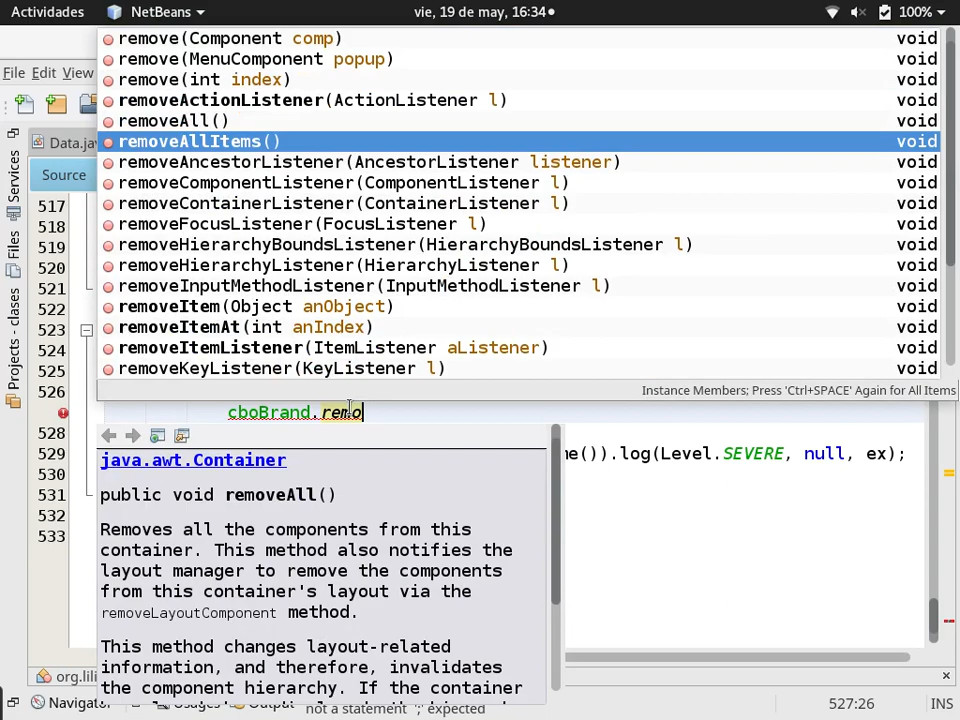 Actividades NetBeans vie, 19 de may, 16:34 100%
remove(Component comp) void
remove(MenuComponent popup) void
remove(int index) void
removeActionListener(ActionListener l) void
removeAll() void
removeAllItems() void
removeAncestorListener(AncestorListener listener) void
removeComponentListener(ComponentListener l) void
removeContainerListener(ContainerListener l) void
removeFocusListener(FocusListener l) void
removeHierarchyBoundsListener(HierarchyBoundsListener l) void
removeHierarchyListener(HierarchyListener l) void
removeInputMethodListener(InputMethodListener l) void
removeItem(Object anObject) void
removeItemAt(int anIndex) void
removeItemListener(ItemListener aListener) void
removeKeyListener(KeyListener l) void
Instance Members; Press 'Ctrl+SPACE' Again for All Items
File Edit View
Data.ja
Source
Services
Files
Projects - clases
517
518
519
520
521
522
523
524
525
526
cboBrand.remo
528
529 me()).log(Level.SEVERE, null, ex);
530
531
532
533
java.awt.Container
public void removeAll()
Removes all the components from this
container. This method also notifies the
layout manager to remove the components
from this container's layout via the
removeLayoutComponent method.
This method changes layout-related
information, and therefore, invalidates
the component hierarchy. If the container
org.lili
Navigator
not a statement ';' expected
527:26 INS